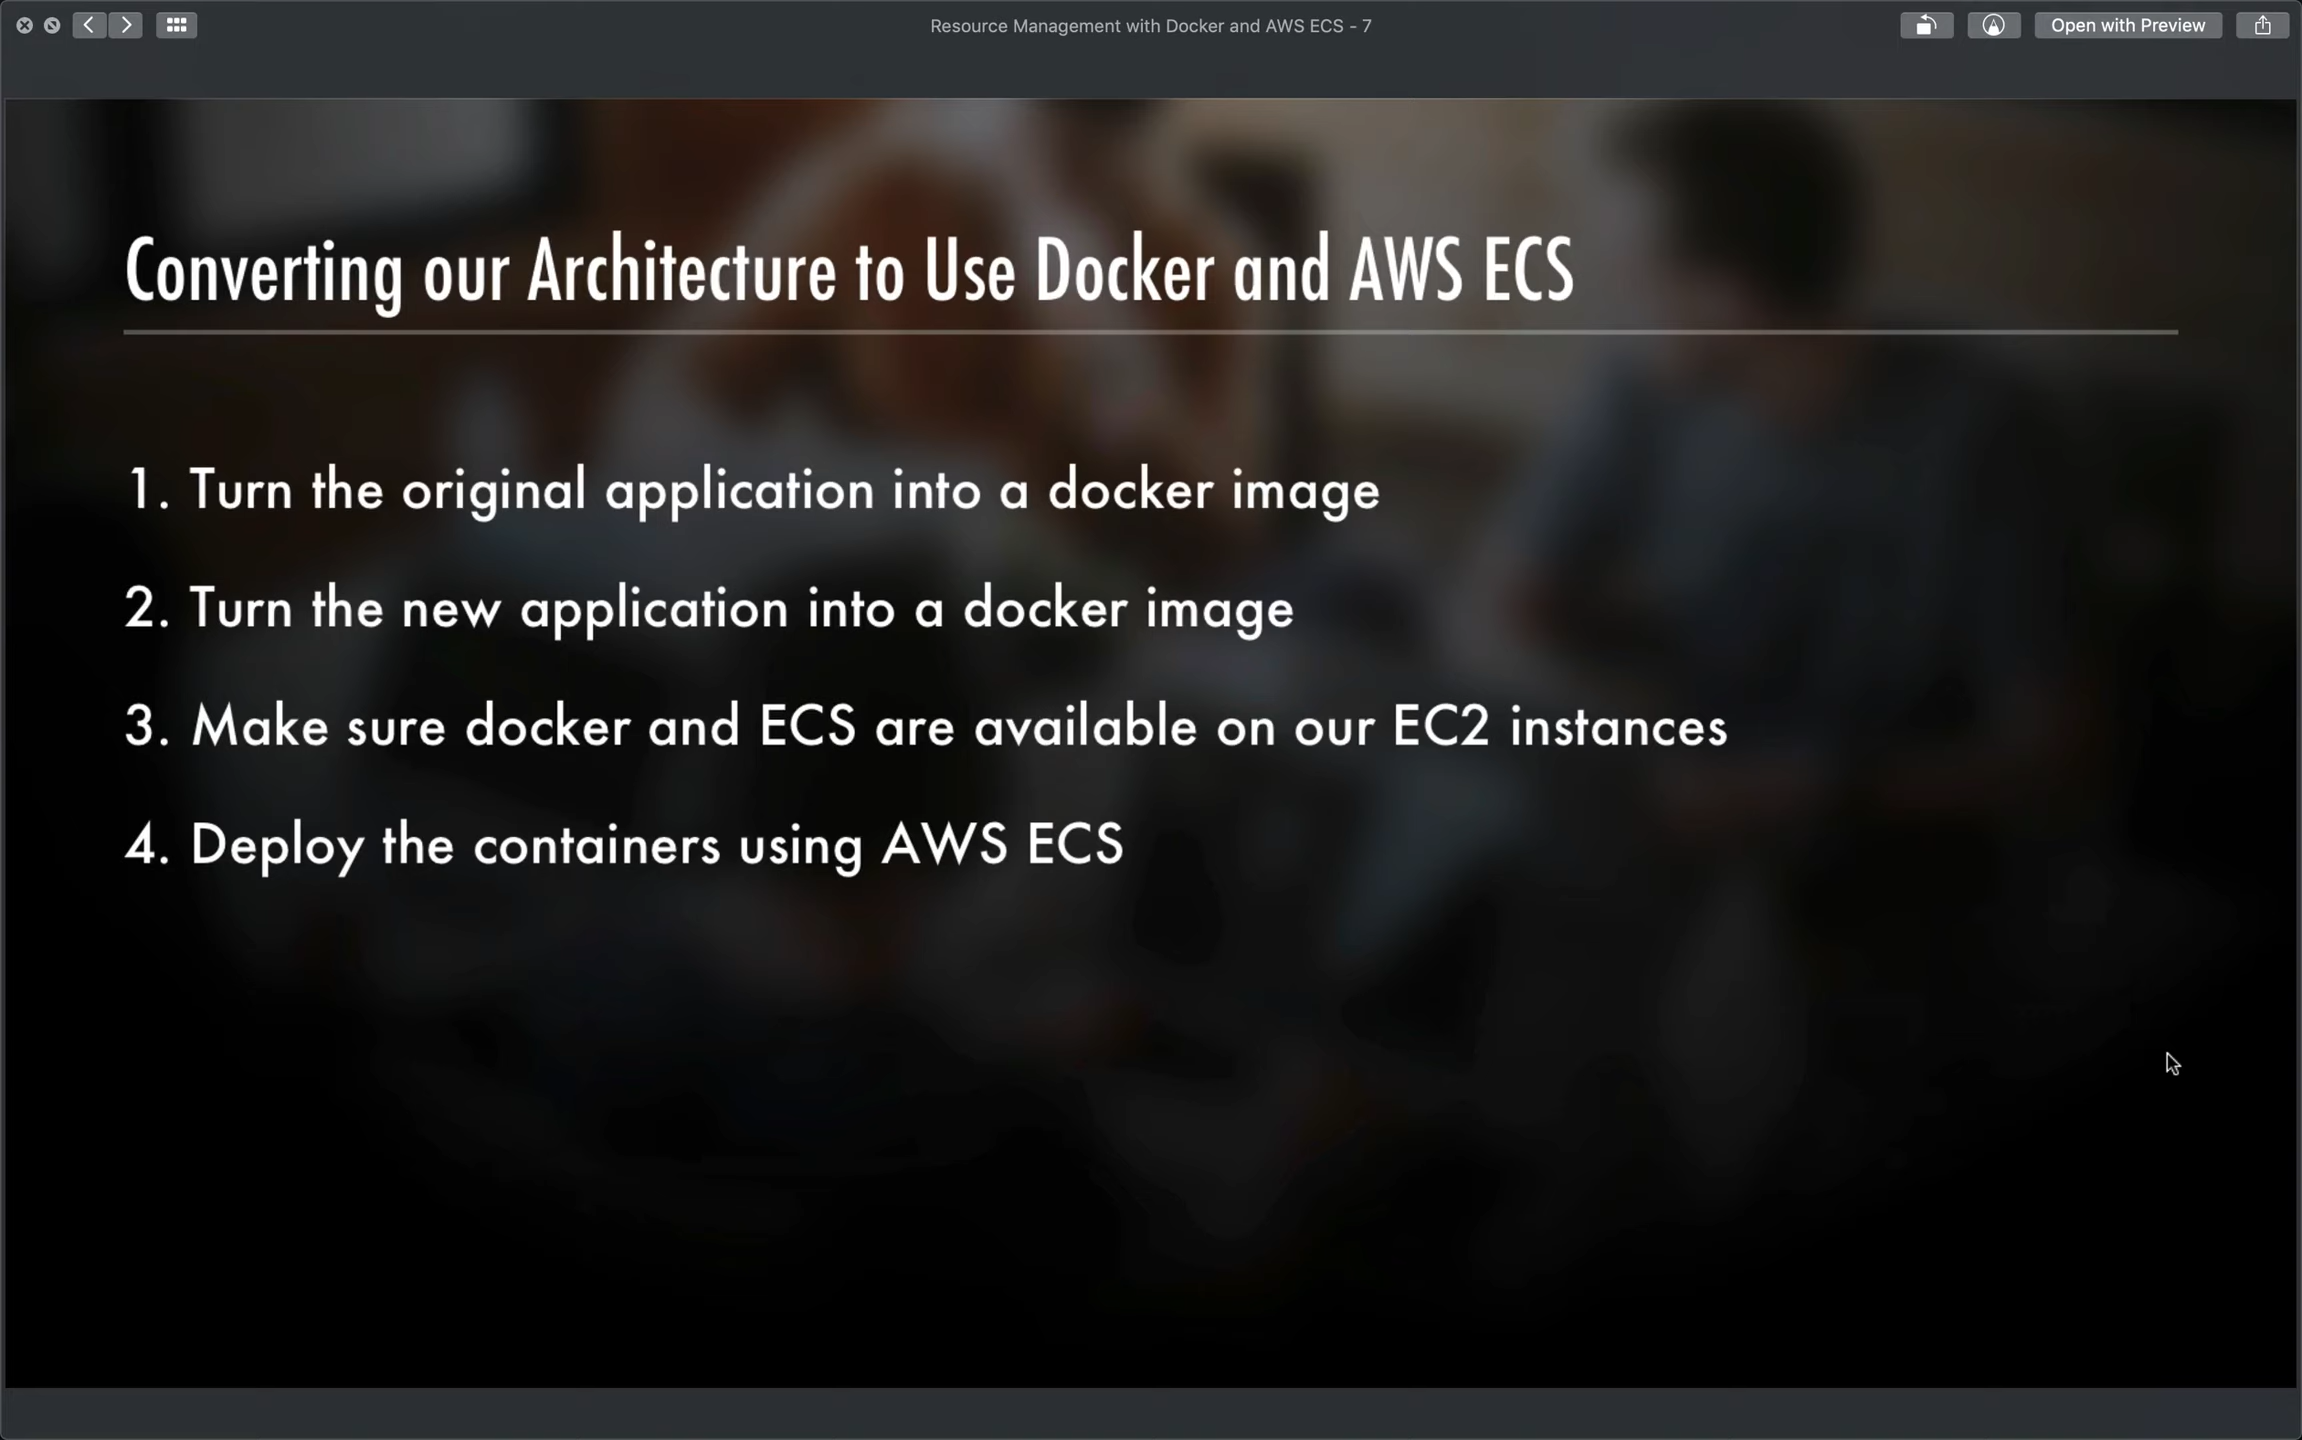 Resource Management with Docker and AWS ECS - 7
Open with Preview
Converting our Architecture to Use Docker and AWS ECS
1. Turn the original application into a docker image
2. Turn the new application into a docker image
3. Make sure docker and ECS are available on our EC2 instances
4. Deploy the containers using AWS ECS